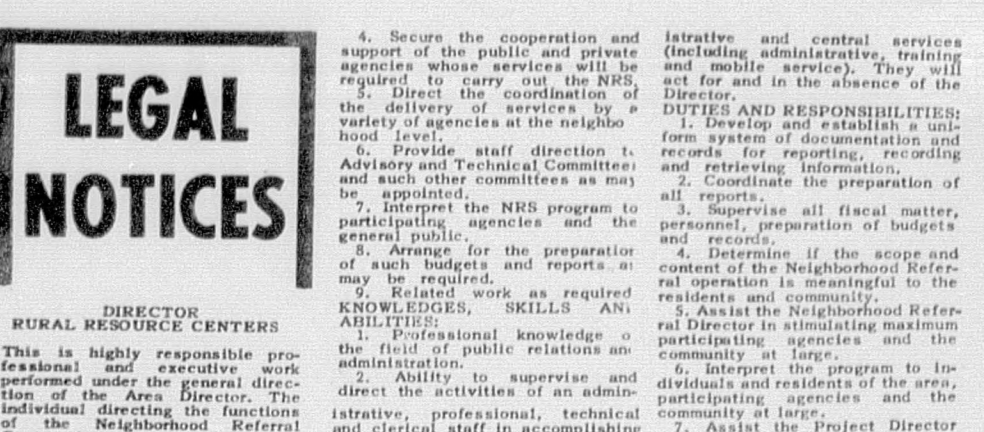 LEGAL
NOTICES
DIRECTOR
RURAL RESOURCE CENTERS
This is highly responsible pro-
fessional and executive work
performed under the general direc-
tion of the Area Director. The
individual directing the functions
of the Neighborhood Referral
4. Secure the cooperation and
support of the public and private
agencies whose services will be
required to carry out the NRS.
5. Direct the coordination of
the delivery of services by
variety of agencies at the neighbo
hood level.
6. Provide staff direction
Advisory and Technical Committees
and such other committees as may
be appointed.
7. Interpret the NRS program to
participating agencies and the
general public.
8. Arrange for the preparation
of such budgets and reports as
may be required.
9. Related work as required
KNOWLEDGES, SKILLS AN
ABILITIES:
1. Professional knowledge o
the field of public relations an
administration.
2. Ability to supervise and
direct the activities of an admin-
istrative, professional, technical
and clerical staff in accomplishing
istrative and central services
(including administrative, training
and mobile service). They will
act for and in the absence of the
Director.
DUTIES AND RESPONSIBILITIES:
1. Develop and establish a uni-
form system of documentation and
records for reporting, recording
and retrieving information.
2. Coordinate the preparation of
all reports.
3. Supervise all fiscal matter,
personnel, preparation of budgets
and records.
4. Determine if the scope and
content of the Neighborhood Refer-
ral operation is meaningful to the
residents and community.
5. Assist the Neighborhood Refer-
ral Director in stimulating maximum
participating agencies and the
community at large.
6. Interpret the program to in-
dividuals and residents of the area,
participating agencies and the
community at large.
7. Assist the Project Director